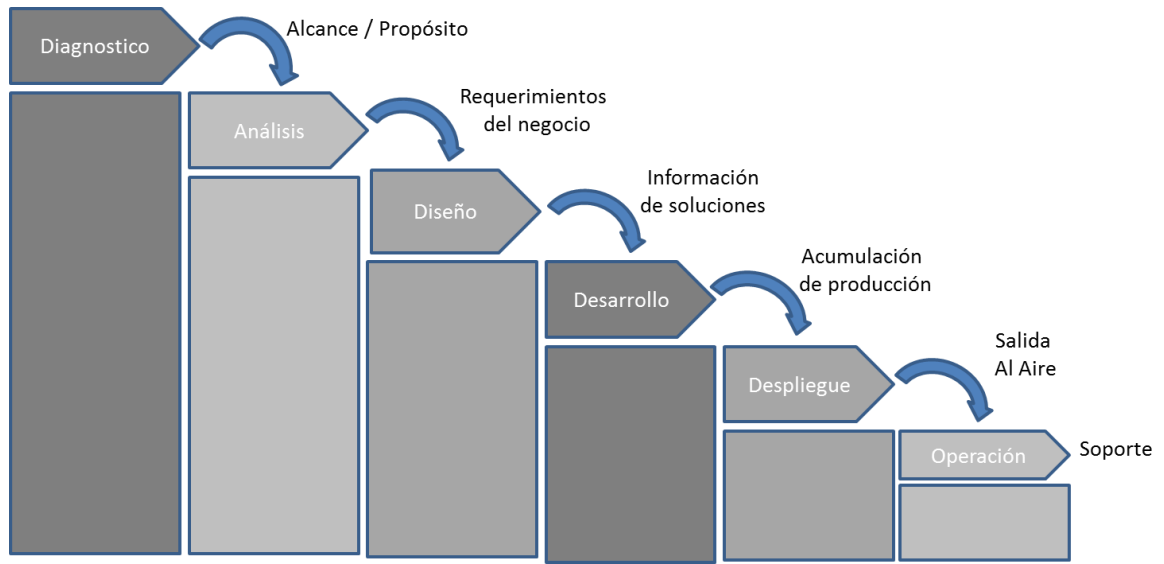 Diagnostico
Alcance / Propósito
Análisis
Requerimientos
del negocio
Diseño
Información
de soluciones
Desarrollo
Acumulación
de producción
Despliegue
Salida
Al Aire
Operación
Soporte